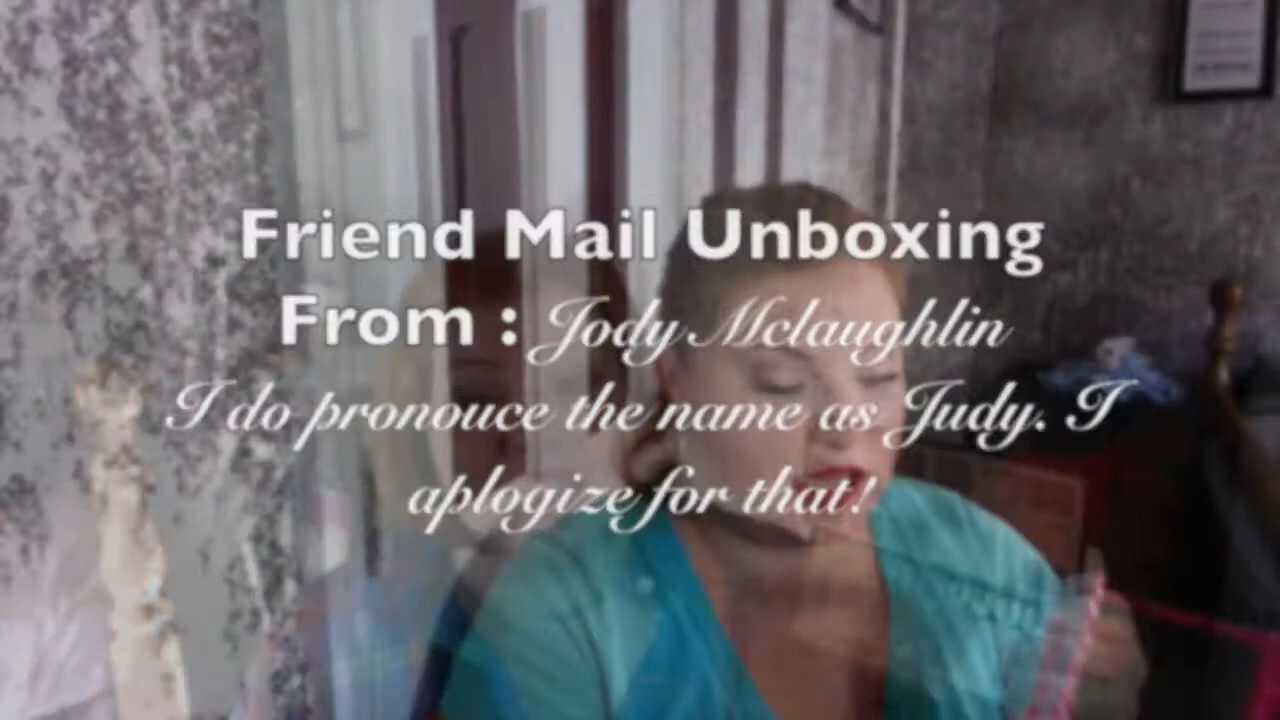 Friend Mail Unboxing
From : Jody Mclaughlin
I do pronouce the name as Judy. I
aplogize for that!